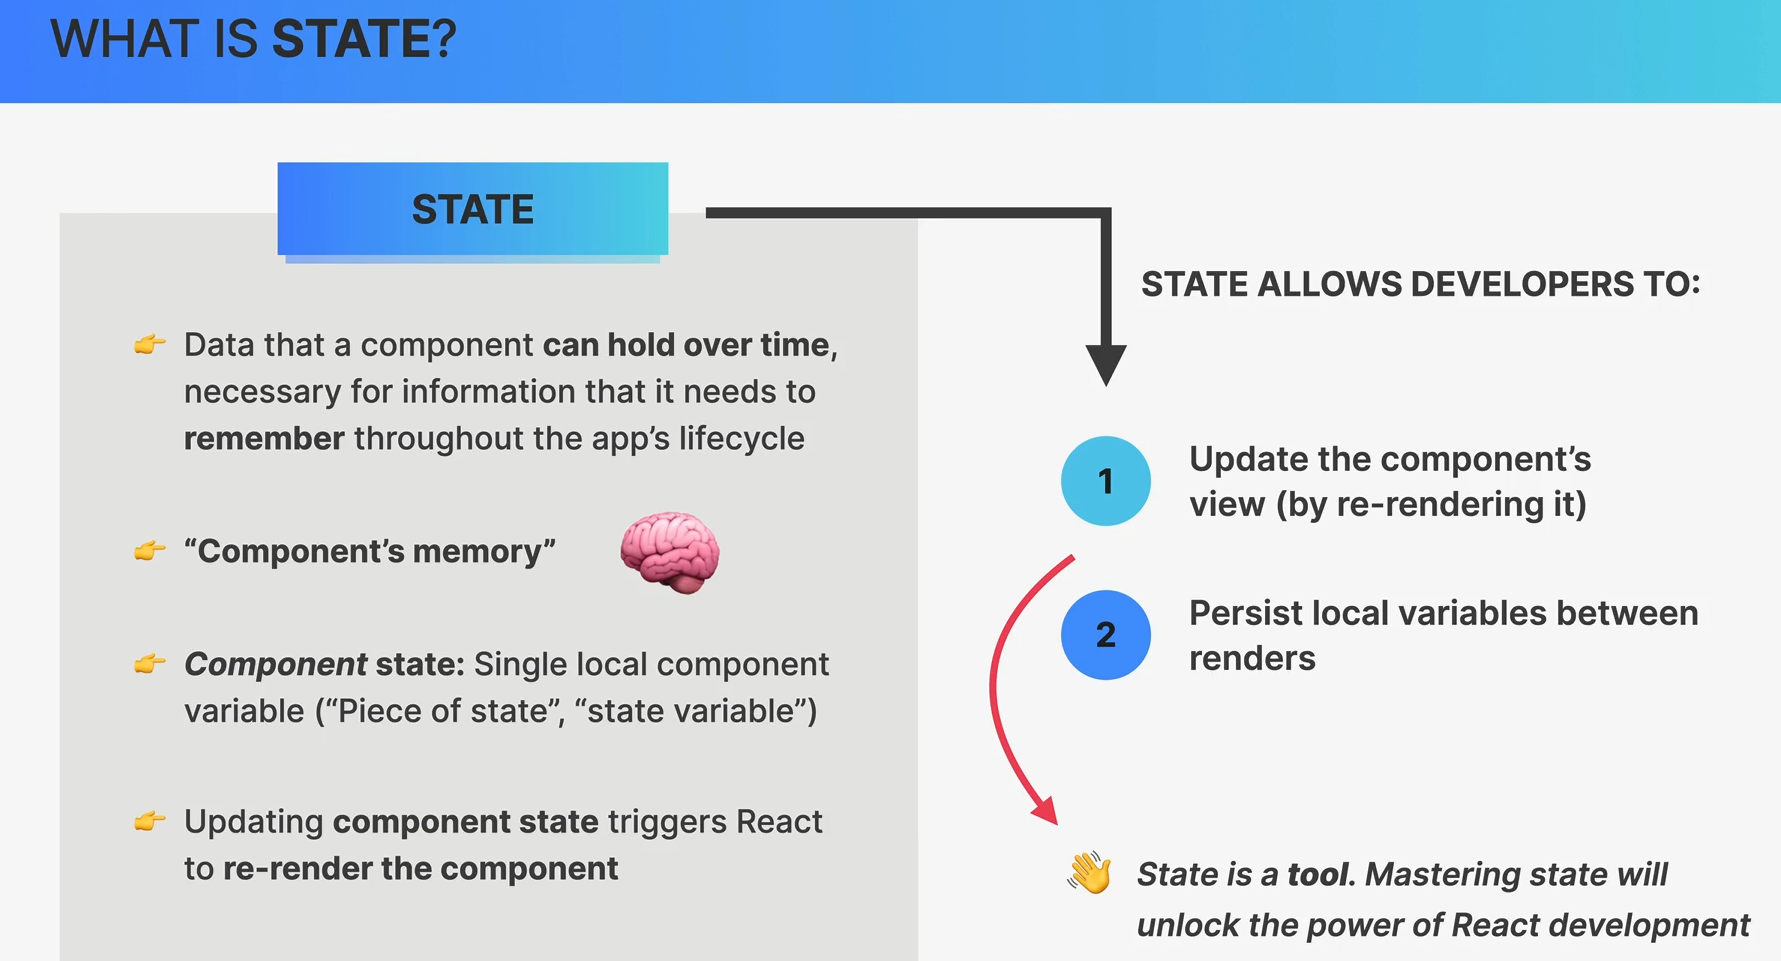 WHAT IS STATE?
STATE
Data that a component can hold over time,
necessary for information that it needs to
remember throughout the app’s lifecycle
“Component’s memory”
Component state: Single local component
variable (“Piece of state”, “state variable”)
Updating component state triggers React
to re-render the component
STATE ALLOWS DEVELOPERS TO:
1
Update the component’s
view (by re-rendering it)
2
Persist local variables between
renders
State is a tool. Mastering state will
unlock the power of React development